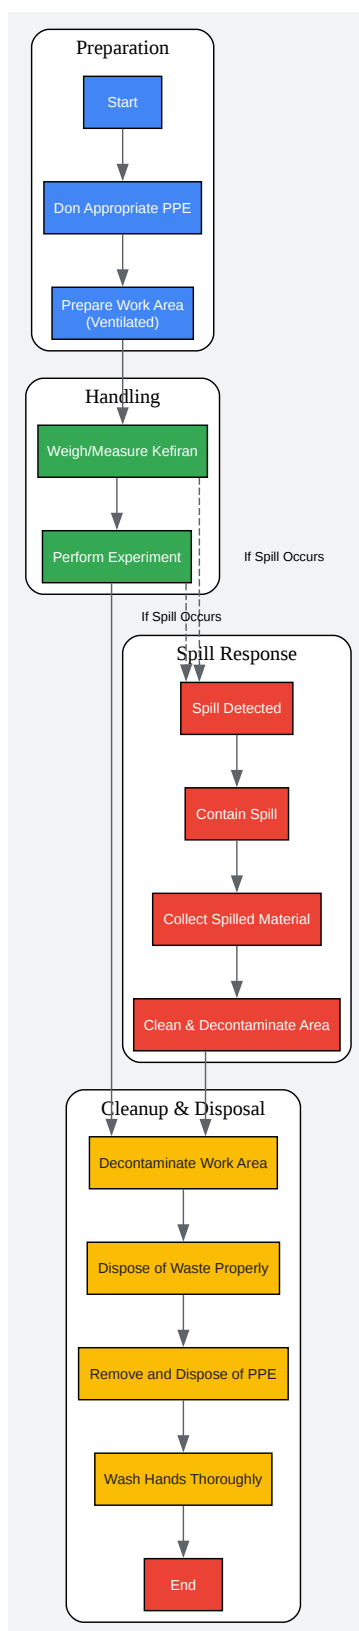 Preparation
Start
Don Appropriate PPE
Prepare Work Area
(Ventilated)
Handling
Weigh/Measure Kefiran
Perform Experiment
If Spill Occurs
If Spill Occurs
Spill Response
Spill Detected
Contain Spill
Collect Spilled Material
Clean & Decontaminate Area
Cleanup & Disposal
Decontaminate Work Area
Dispose of Waste Properly
Remove and Dispose of PPE
Wash Hands Thoroughly
End